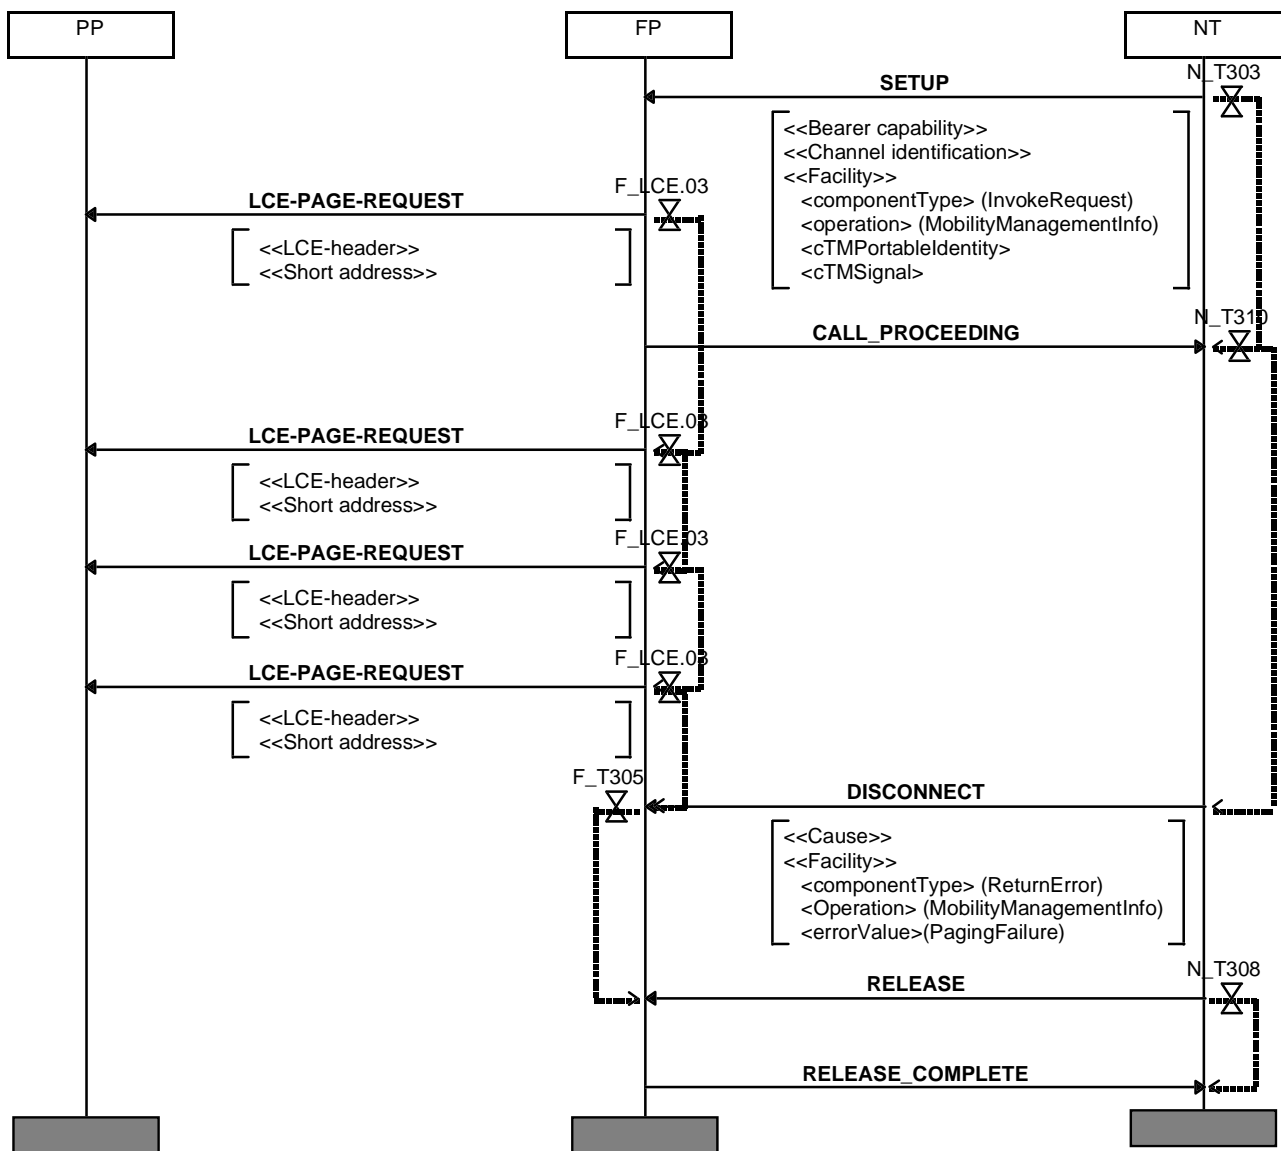 PP
FP
NT
N_T303
SETUP
<<Bearer capability>>
<<Channel identification>>
<<Facility>>
<componentType> (InvokeRequest)
<operation> (MobilityManagementInfo)
<cTMPortableIdentity>
<cTMSignal>
F_LCE.03
LCE-PAGE-REQUEST
<<LCE-header>>
<<Short address>>
N_T310
CALL_PROCEEDING
F_LCE.03
LCE-PAGE-REQUEST
<<LCE-header>>
<<Short address>>
F_LCE.03
LCE-PAGE-REQUEST
<<LCE-header>>
<<Short address>>
F_LCE.03
LCE-PAGE-REQUEST
<<LCE-header>>
<<Short address>>
F_T305
DISCONNECT
<<Cause>>
<<Facility>>
<componentType> (ReturnError)
<Operation> (MobilityManagementInfo)
<errorValue>(PagingFailure)
N_T308
RELEASE
RELEASE_COMPLETE